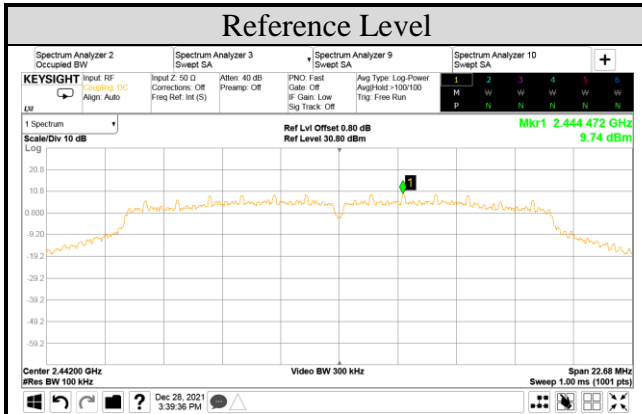 Reference Level
Spectrum Analyzer 2
Occupied BW
Spectrum Analyzer 3
Swept SA
Spectrum Analyzer 9
Swept SA
Spectrum Analyzer 10
Swept SA
+
KEYSIGHT
Input: RF
Coupling: DC
Align: Auto
Input Z: 50 Ω
Corrections: Off
Freq Ref: Int (S)
Atten: 40 dB
Preamp: Off
PNO: Fast
Gate: Off
IF Gain: Low
Sig Track: Off
Avg Type: Log-Power
Avg|Hold:>100/100
Trig: Free Run
1 2 3 4 5 6
M W W W W W
P N N N N N
LXI
1 Spectrum
Scale/Div 10 dB
Ref Lvl Offset 0.80 dB
Ref Level 30.80 dBm
Mkr1 2.444 472 GHz
9.74 dBm
Log
20.8
10.8
0.800
-9.20
-19.2
-29.2
-39.2
-49.2
-59.2
1
Center 2.44200 GHz
#Res BW 100 kHz
Video BW 300 kHz
Span 22.68 MHz
Sweep 1.00 ms (1001 pts)
?
Dec 28, 2021
3:39:36 PM